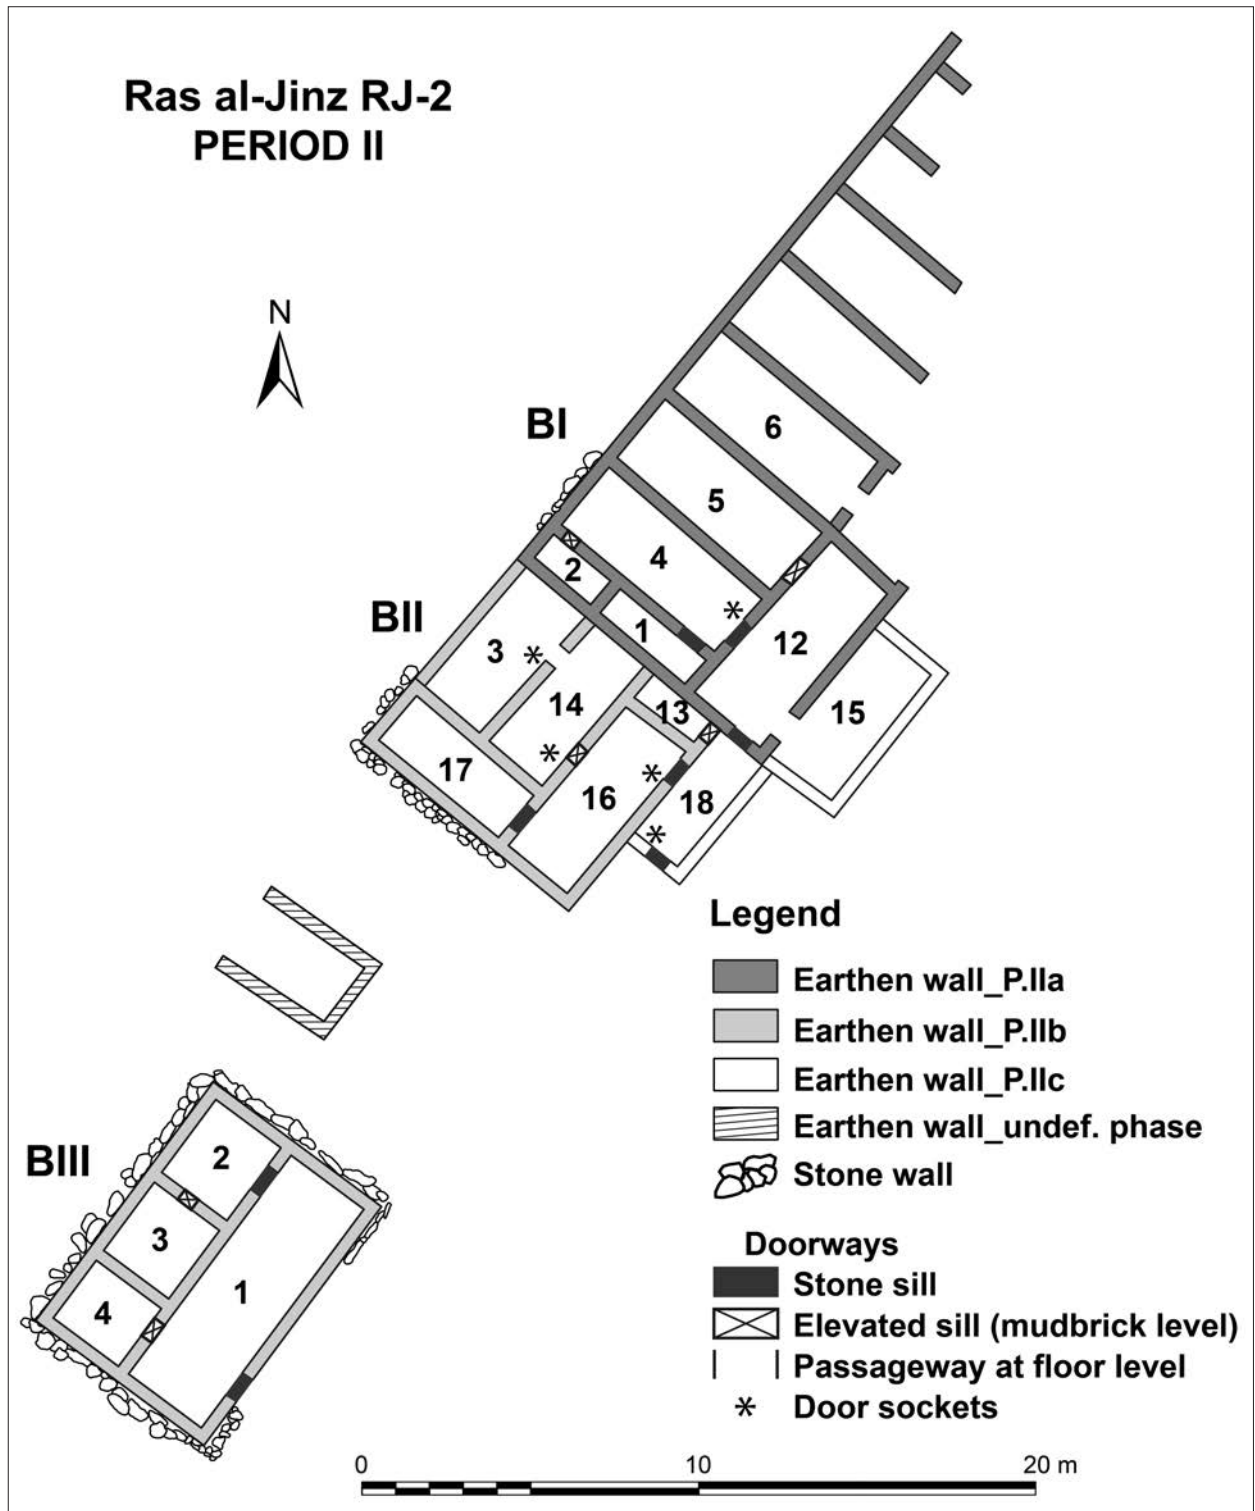 Ras al-Jinz RJ-2
PERIOD II
N
BI
6
5
4
2
1
12
15
BII
3
14
13
17
16
18
BIII
2
3
1
4
Legend
Earthen wall_P.IIa
Earthen wall_P.IIb
Earthen wall_P.IIc
Earthen wall_undef. phase
Stone wall
Doorways
Stone sill
Elevated sill (mudbrick level)
Passageway at floor level
Door sockets
0 10 20 m